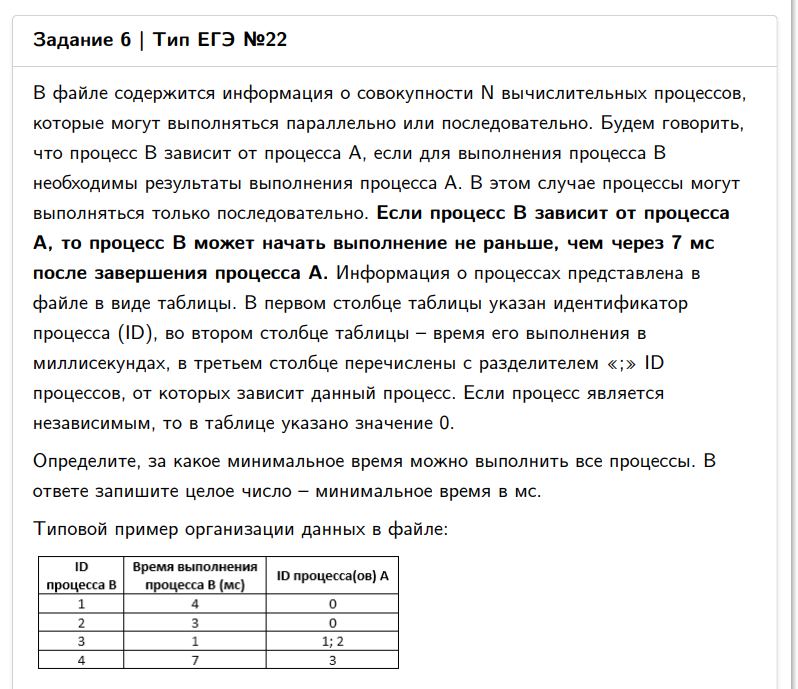 Задание 6 | Тип ЕГЭ №22
В файле содержится информация о совокупности N вычислительных процессов,
которые могут выполняться параллельно или последовательно. Будем говорить,
что процесс B зависит от процесса A, если для выполнения процесса B
необходимы результаты выполнения процесса A. В этом случае процессы могут
выполняться только последовательно. Если процесс B зависит от процесса
A, то процесс B может начать выполнение не раньше, чем через 7 мс
после завершения процесса A. Информация о процессах представлена в
файле в виде таблицы. В первом столбце таблицы указан идентификатор
процесса (ID), во втором столбце таблицы – время его выполнения в
миллисекундах, в третьем столбце перечислены с разделителем «;» ID
процессов, от которых зависит данный процесс. Если процесс является
независимым, то в таблице указано значение 0.
Определите, за какое минимальное время можно выполнить все процессы. В
ответе запишите целое число – минимальное время в мс.
Типовой пример организации данных в файле:
ID процесса B | Время выполнения процесса B (мс) | ID процесса(ов) A
1 | 4 | 0
2 | 3 | 0
3 | 1 | 1; 2
4 | 7 | 3